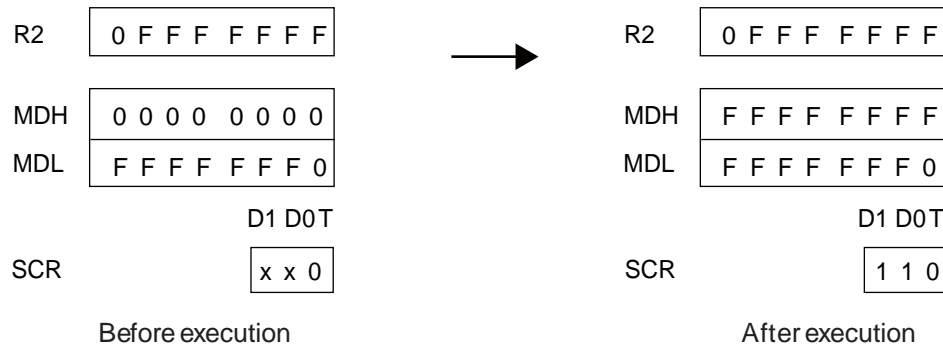 R2 0 F F F F F F F R2 0 F F F F F F F
MDH 0 0 0 0 0 0 0 0 MDH F F F F F F F F
MDL F F F F F F F 0 MDL F F F F F F F 0
D1 D0 T D1 D0 T
SCR x x 0 SCR 1 1 0
Before execution After execution